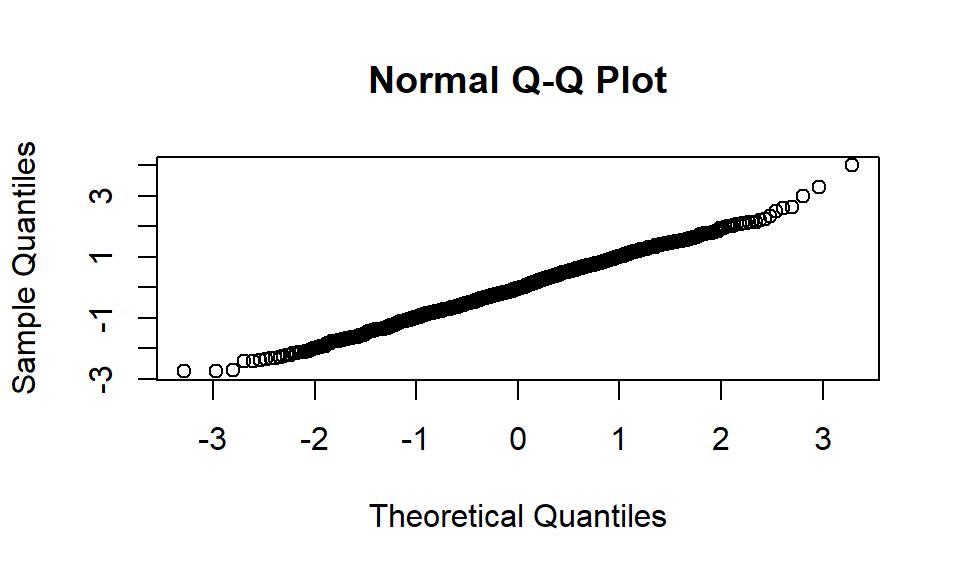 Normal Q-Q Plot
Sample Quantiles
3
1
-1
-3
-3 -2 -1 0 1 2 3
Theoretical Quantiles